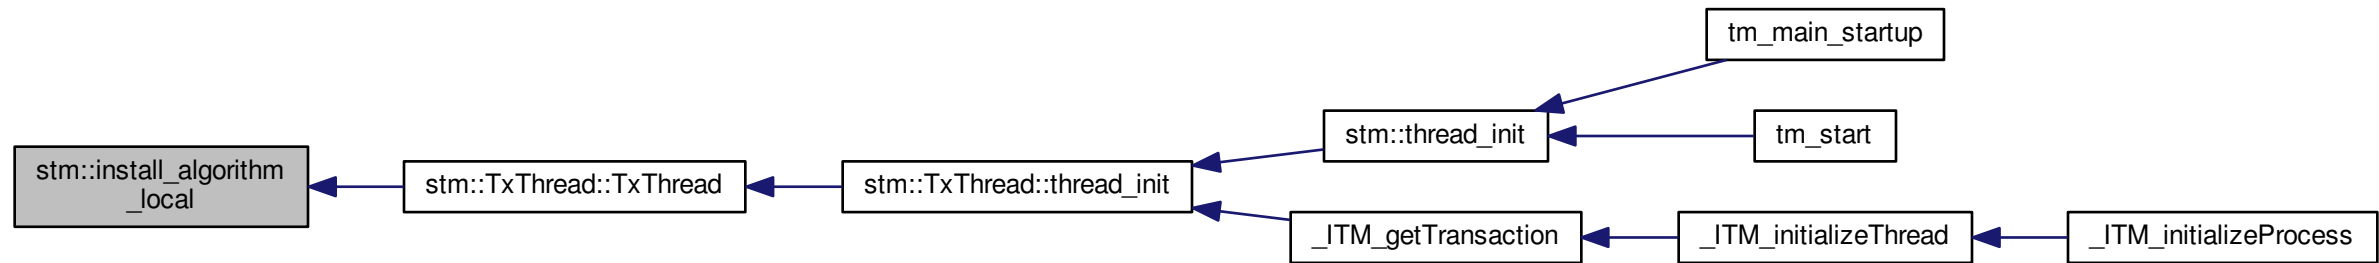 stm::install_algorithm
_local
stm::TxThread::TxThread
stm::TxThread::thread_init
stm::thread_init
tm_main_startup
tm_start
_ITM_getTransaction
_ITM_initializeThread
_ITM_initializeProcess